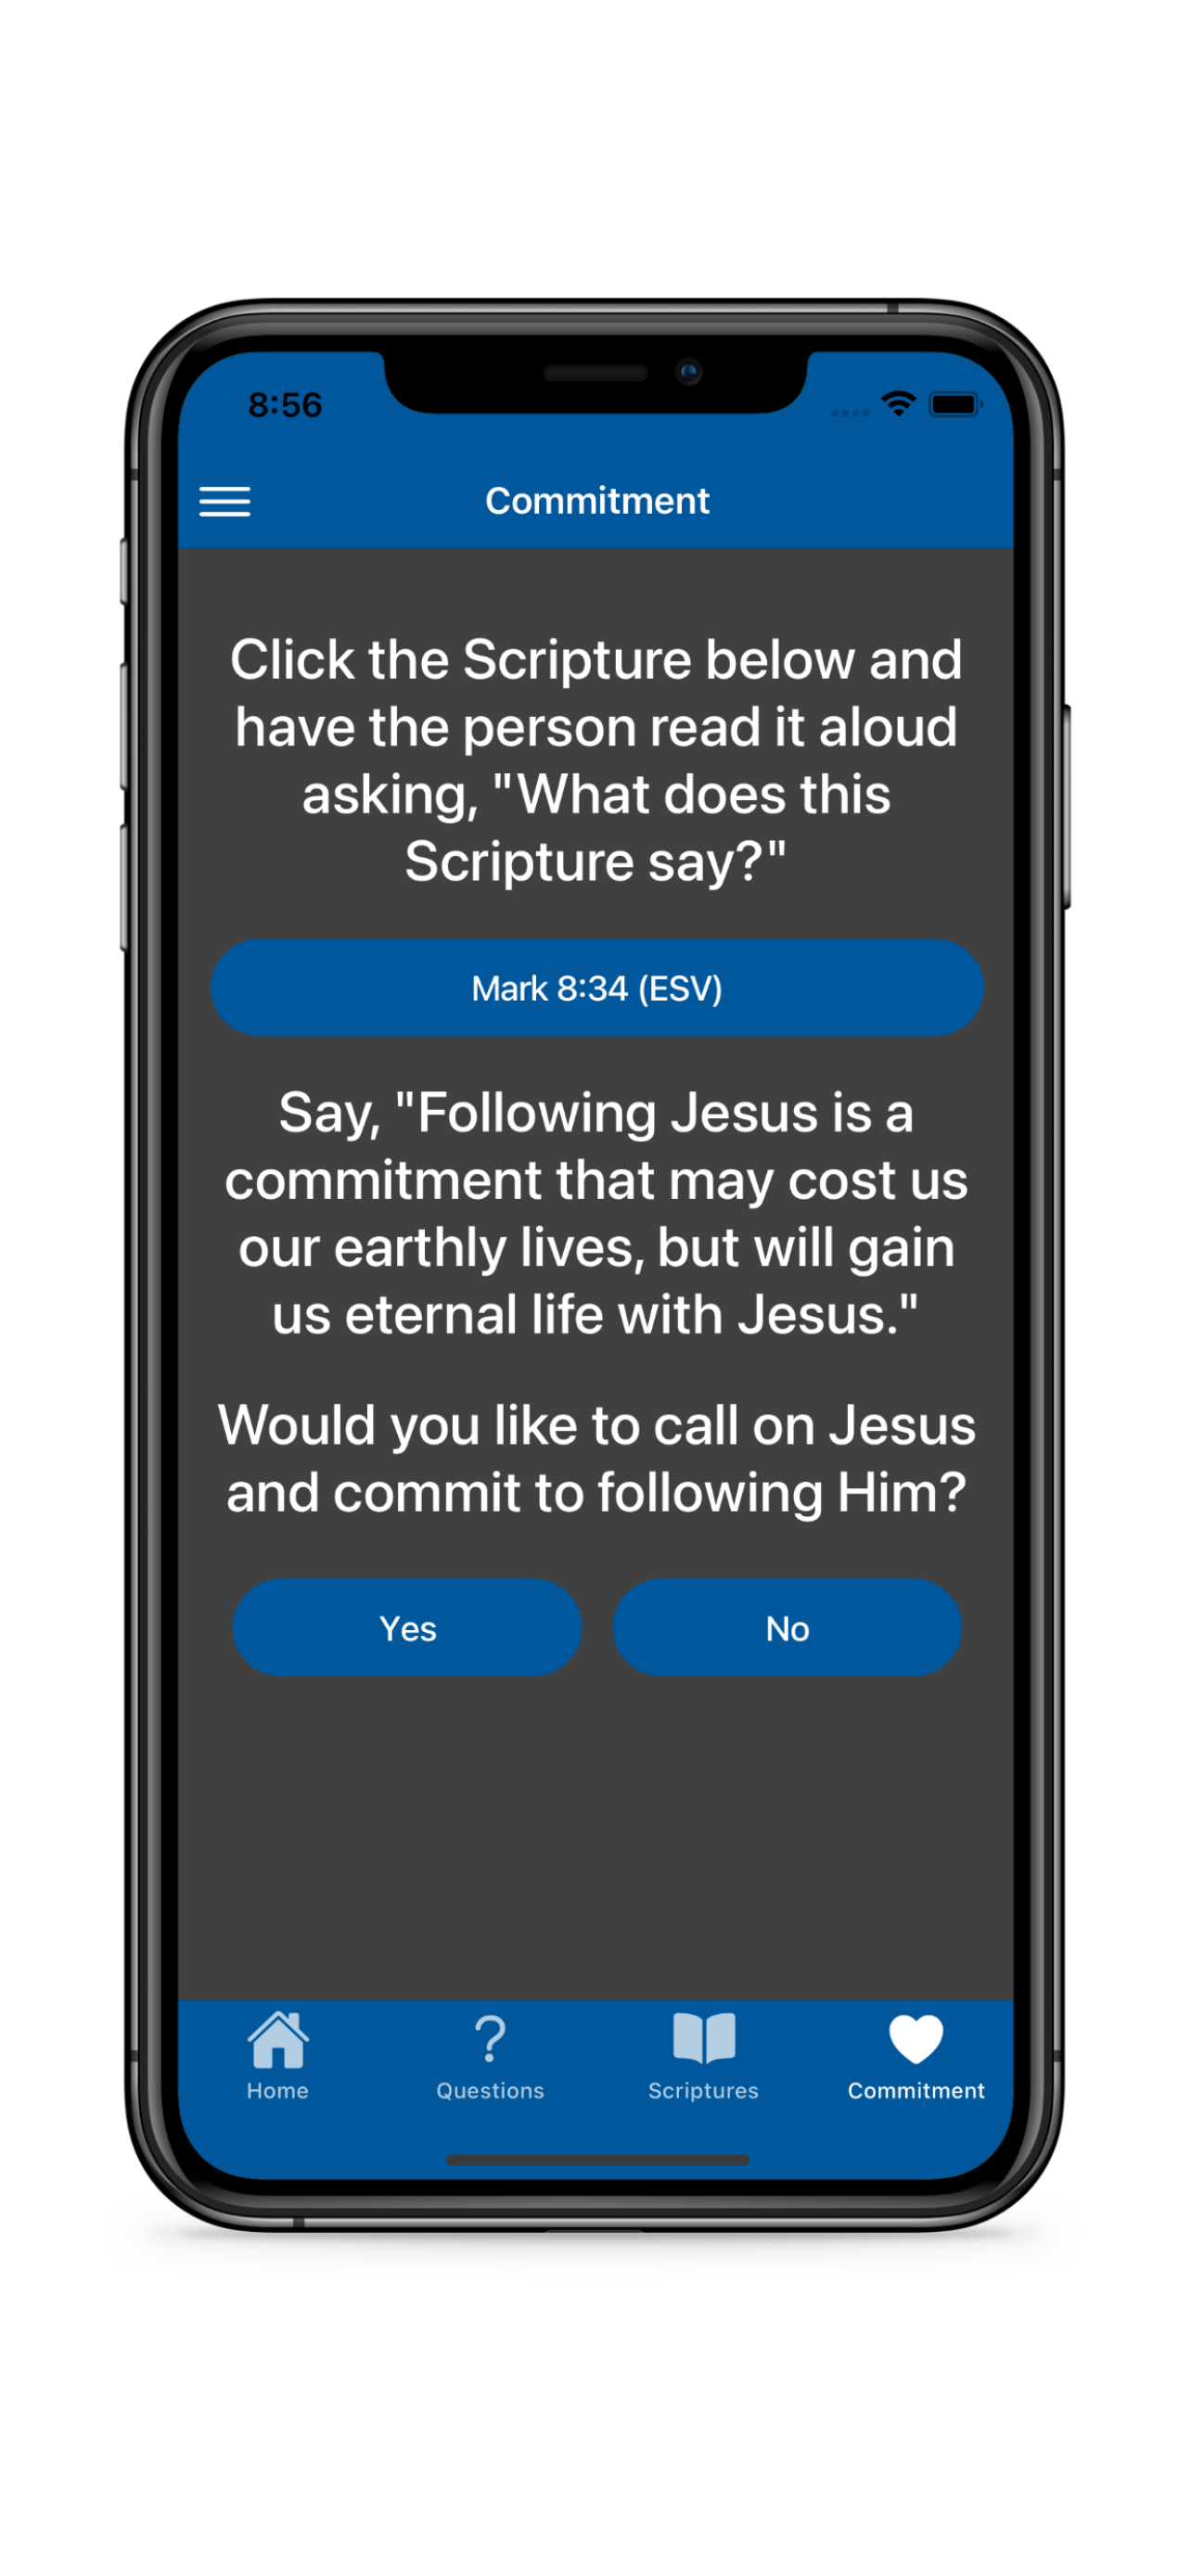 8:56
Commitment
Click the Scripture below and
have the person read it aloud
asking, "What does this
Scripture say?"
Mark 8:34 (ESV)
Say, "Following Jesus is a
commitment that may cost us
our earthly lives, but will gain
us eternal life with Jesus."
Would you like to call on Jesus
and commit to following Him?
Yes No
Home Questions Scriptures Commitment